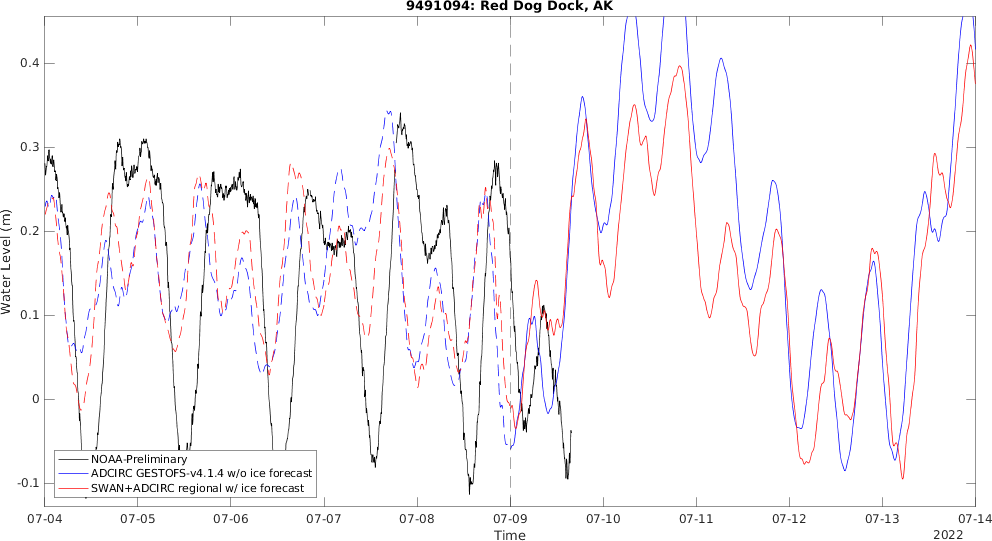 9491094: Red Dog Dock, AK
Water Level (m)
0.4
0.3
0.2
0.1
0
-0.1
NOAA-Preliminary
ADCIRC GESTOFS-v4.1.4 w/o ice forecast
SWAN+ADCIRC regional w/ ice forecast
07-04 07-05 07-06 07-07 07-08 07-09 07-10 07-11 07-12 07-13 07-14
Time
2022